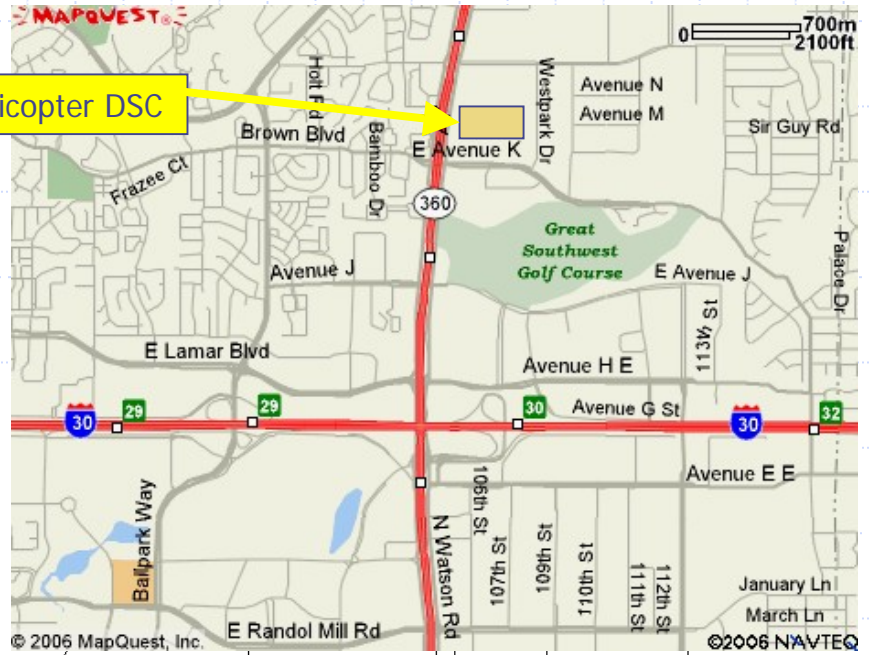 MAPQUEST®
0 700m
2100ft
Holt Rd
Westpark Dr
Avenue N
Avenue M
icopter DSC
Brown Blvd
Bamboo Dr
E Avenue K
Sir Guy Rd
Frazee Ct
360
Great
Southwest
Golf Course
Palace Dr
Avenue J
E Avenue J
113th St
E Lamar Blvd
Avenue H E
29
29
30
Avenue G St
32
30
30
Avenue E E
Ballpark Way
106th St
N Watson Rd
107th St
109th St
110th St
111th St
112th St
January Ln
March Ln
E Randol Mill Rd
© 2006 MapQuest, Inc.
©2006 NAVTEQ